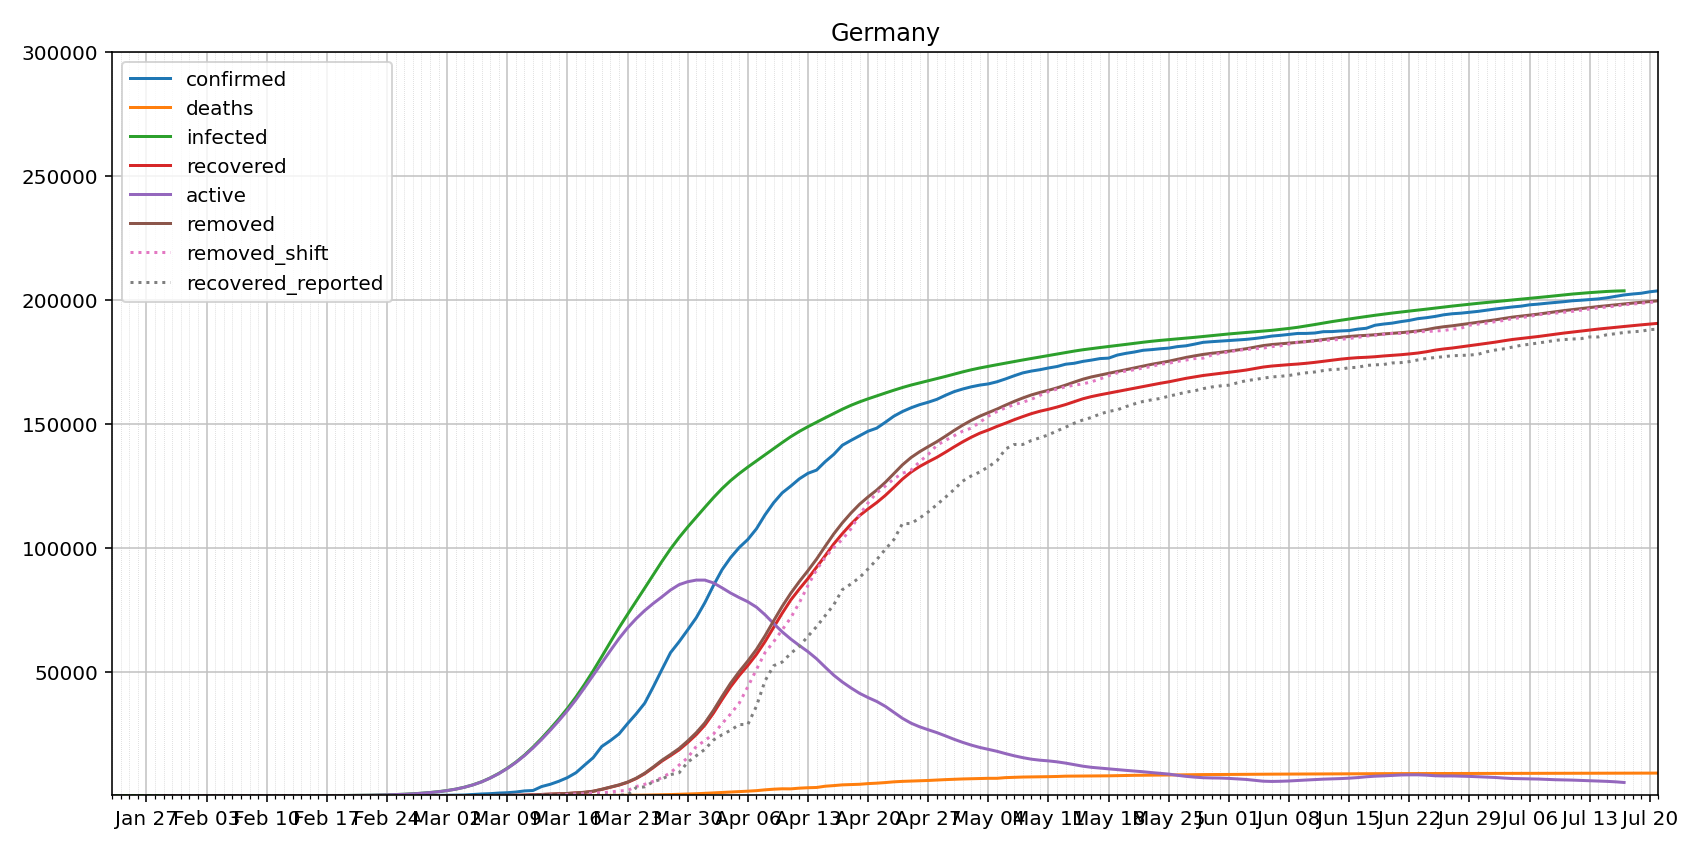 Germany
300000
250000
200000
150000
100000
50000
confirmed
deaths
infected
recovered
active
removed
removed_shift
recovered_reported
Jan 27 Feb 03 Feb 10 Feb 17 Feb 24 Mar 02 Mar 09 Mar 16 Mar 23 Mar 30 Apr 06 Apr 13 Apr 20 Apr 27 May 04 May 11 May 18 May 25 Jun 01 Jun 08 Jun 15 Jun 22 Jun 29 Jul 06 Jul 13 Jul 20